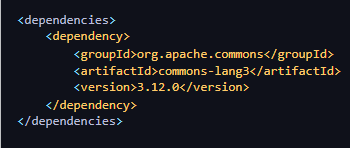 <dependencies>
    <dependency>
        <groupId>org.apache.commons</groupId>
        <artifactId>commons-lang3</artifactId>
        <version>3.12.0</version>
    </dependency>
</dependencies>